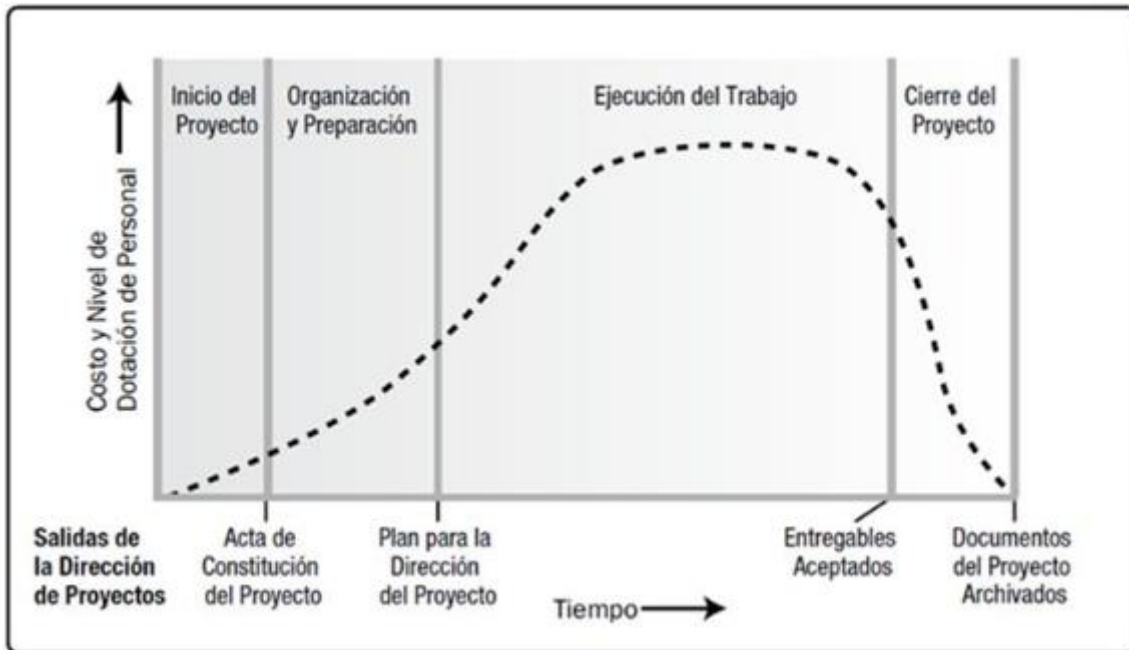 Inicio del
Proyecto
Organización
y Preparación
Ejecución del Trabajo
Cierre del
Proyecto
Costo y Nivel de
Dotación de Personal
Salidas de
la Dirección
de Proyectos
Acta de
Constitución
del Proyecto
Plan para la
Dirección
del Proyecto
Tiempo
Entregables
Aceptados
Documentos
del Proyecto
Archivados